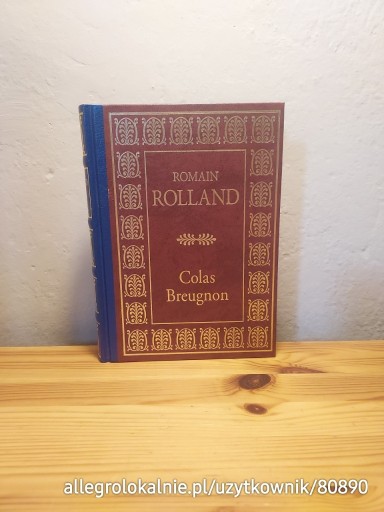 ROMAIN
ROLLAND
Colas
Breugnon
allegrolokalnie.pl/uzytkownik/80890